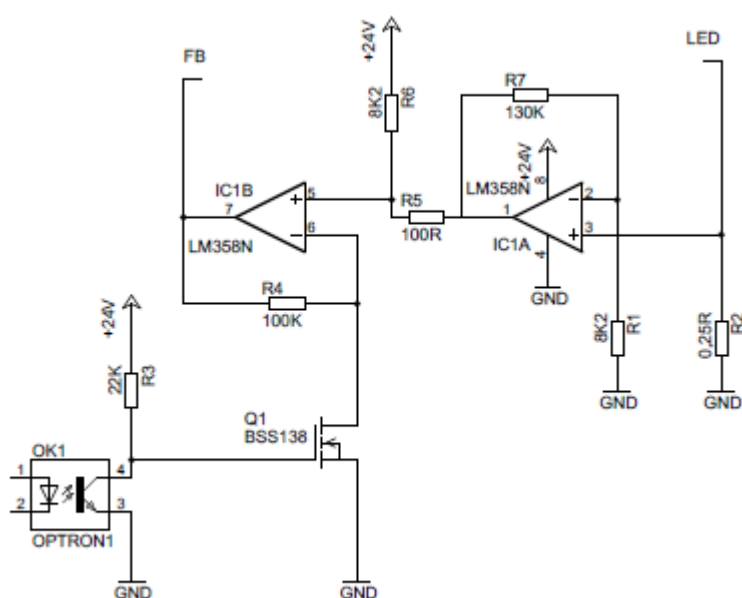 FB
+24V
8K2
R6
LED
R7
130K
+24V
8
LM358N
2
3
1
IC1A
4
GND
IC1B
5
6
7
LM358N
R5
100R
R4
100K
+24V
22K
R3
8K2
R1
GND
0,25R
R2
GND
Q1
BSS138
OK1
1
2
4
3
OPTRON1
GND
GND